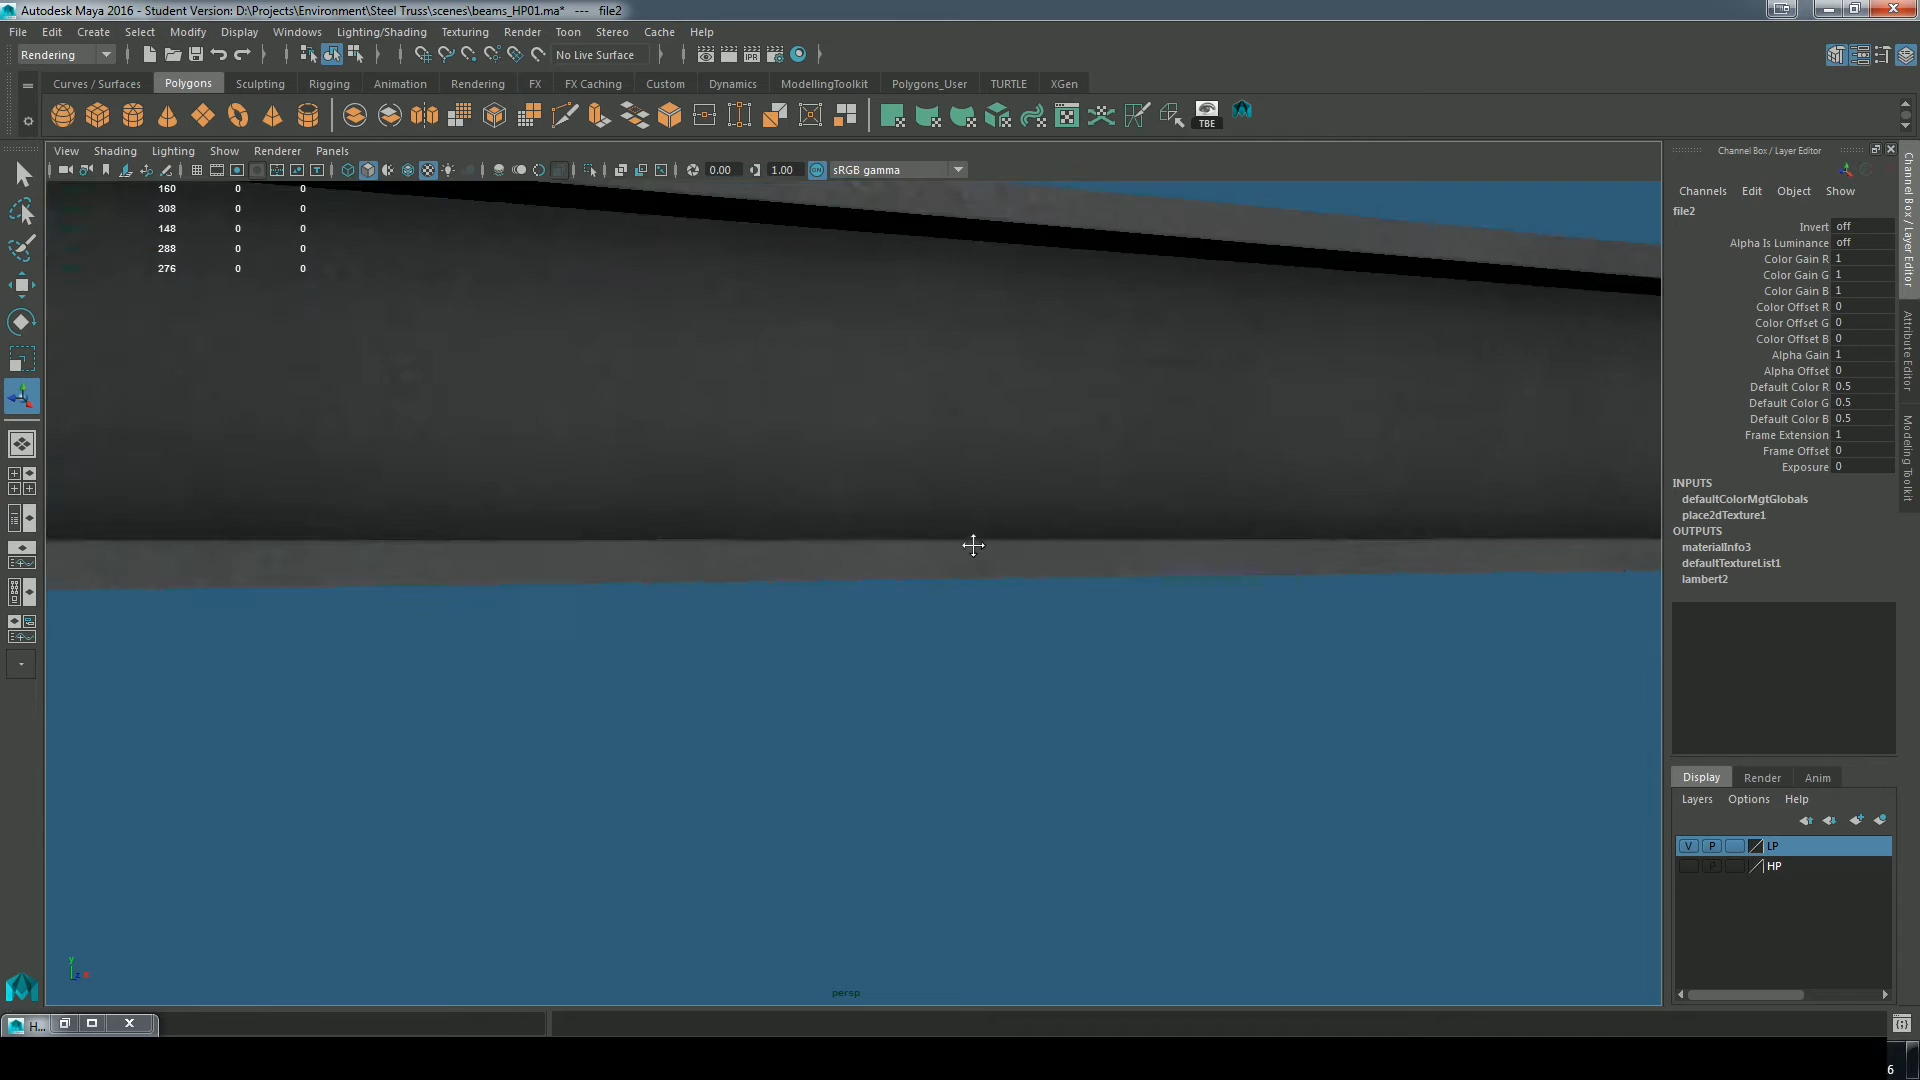 Autodesk Maya 2016 - Student Version: D:\Projects\Environment\Steel Truss\scenes\beams_HP01.ma*   ---   file2
File Edit Create Select Modify Display Windows Lighting/Shading Texturing Render Toon Stereo Cache Help
Rendering No Live Surface IPR
Curves / Surfaces Polygons Sculpting Rigging Animation Rendering FX FX Caching Custom Dynamics ModellingToolkit Polygons_User TURTLE XGen
TBE
View Shading Lighting Show Renderer Panels
0.00 1.00 ON sRGB gamma
160 0 0
308 0 0
148 0 0
288 0 0
276 0 0
y
z x
persp
H...
Channel Box / Layer Editor
Channels Edit Object Show
file2
Invert off
Alpha Is Luminance off
Color Gain R 1
Color Gain G 1
Color Gain B 1
Color Offset R 0
Color Offset G 0
Color Offset B 0
Alpha Gain 1
Alpha Offset 0
Default Color R 0.5
Default Color G 0.5
Default Color B 0.5
Frame Extension 1
Frame Offset 0
Exposure 0
INPUTS
defaultColorMgtGlobals
place2dTexture1
OUTPUTS
materialInfo3
defaultTextureList1
lambert2
Display Render Anim
Layers Options Help
V P LP
P HP
Channel Box / Layer Editor
Attribute Editor
Modeling Toolkit
6